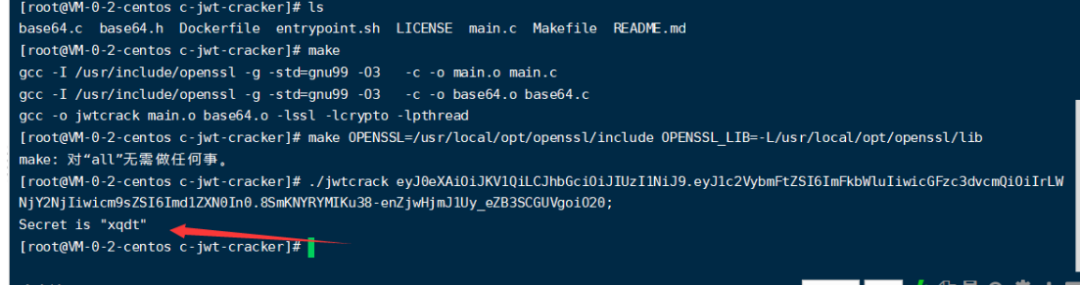 [root@VM-0-2-centos c-jwt-cracker]# ls
base64.c  base64.h  Dockerfile  entrypoint.sh  LICENSE  main.c  Makefile  README.md
[root@VM-0-2-centos c-jwt-cracker]# make
gcc -I /usr/include/openssl -g -std=gnu99 -O3   -c -o main.o main.c
gcc -I /usr/include/openssl -g -std=gnu99 -O3   -c -o base64.o base64.c
gcc -o jwtcrack main.o base64.o -lssl -lcrypto -lpthread
[root@VM-0-2-centos c-jwt-cracker]# make OPENSSL=/usr/local/opt/openssl/include OPENSSL_LIB=-L/usr/local/opt/openssl/lib
make: 对“all”无需做任何事。
[root@VM-0-2-centos c-jwt-cracker]# ./jwtcrack eyJ0eXAiOiJKV1QiLCJhbGciOiJIUzI1NiJ9.eyJ1c2VybmFtZSI6ImFkbWluIiwicGFzc3dvcmQiOiIrLW
NjY2NjIiwicm9sZSI6Imd1ZXN0In0.8SmKNYRYMIKu38-enZjwHjmJ1Uy_eZB3SCGUVgoiO20;
Secret is "xqdt"
[root@VM-0-2-centos c-jwt-cracker]#